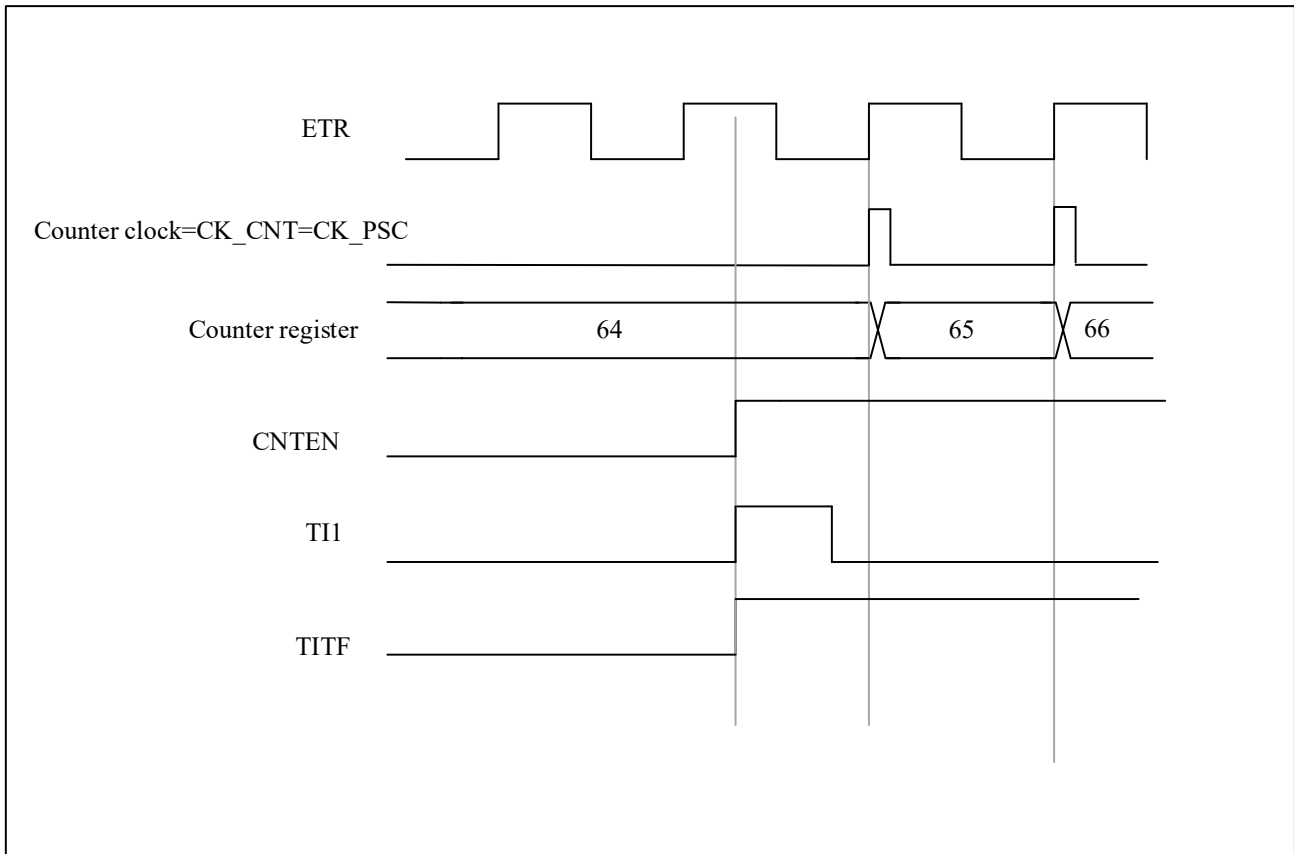 ETR
Counter clock=CK_CNT=CK_PSC
Counter register
64
65
66
CNTEN
TI1
TITF